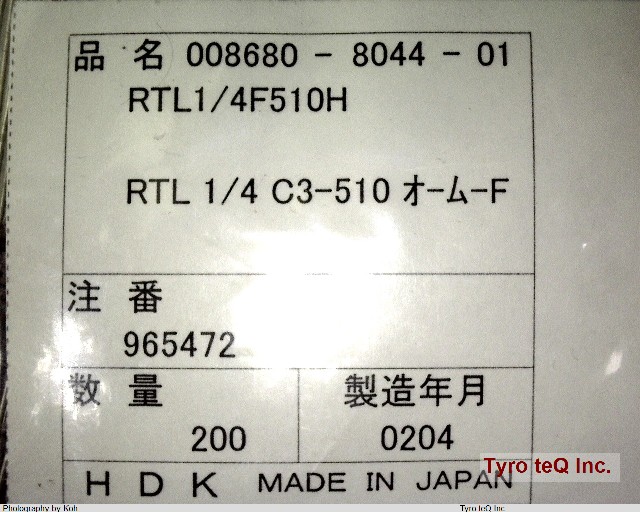 品 名 008680 - 8044 - 01
RTL1/4F510H
RTL 1/4 C3-510 オーム-F
注 番
965472
数 量 製造年月
200 0204
H D K MADE IN JAPAN
Tyro teQ Inc.
Photography by Koh Tyro teQ Inc